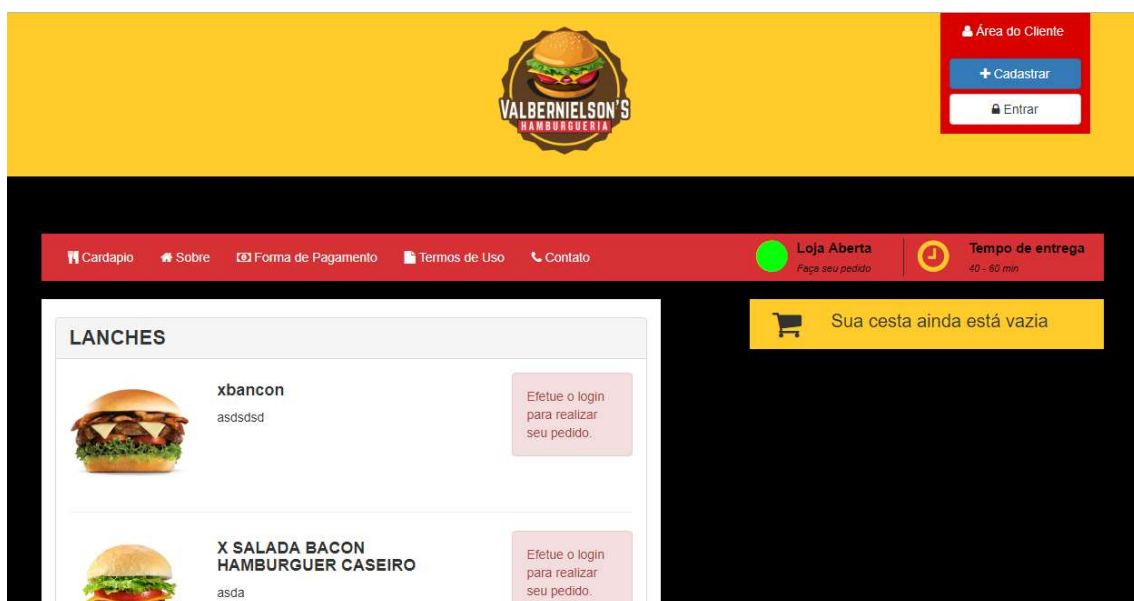 Área do Cliente
Cadastrar
Entrar
VALBERNIELSON'S
HAMBURGUERIA
Cardapio Sobre Forma de Pagamento Termos de Uso Contato
Loja Aberta
Faça seu pedido
Tempo de entrega
40 - 60 min
LANCHES
Sua cesta ainda está vazia
xbancon
asdsdsd
Efetue o login
para realizar
seu pedido.
X SALADA BACON
HAMBURGUER CASEIRO
asda
Efetue o login
para realizar
seu pedido.